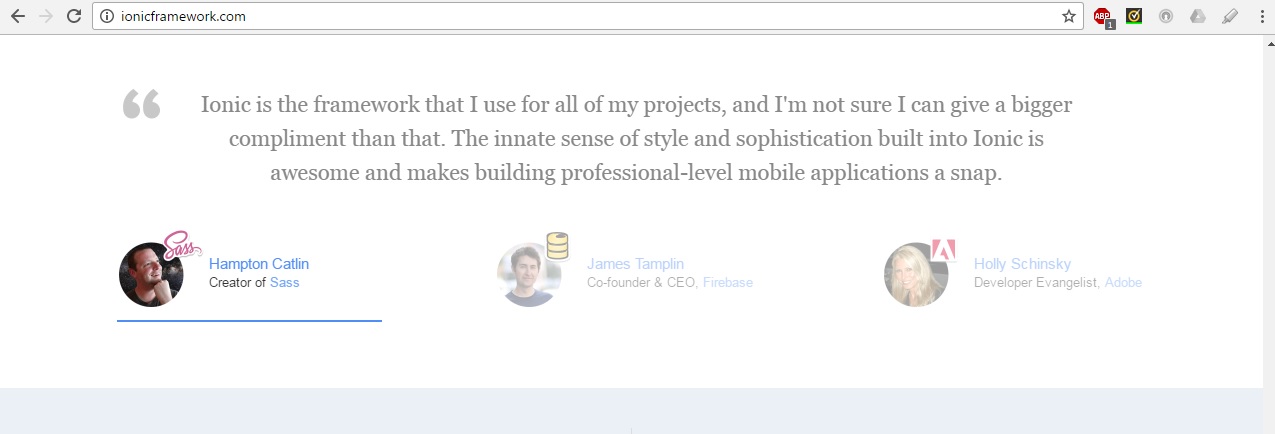 ionicframework.com
ABP
1
“
Ionic is the framework that I use for all of my projects, and I'm not sure I can give a bigger
compliment than that. The innate sense of style and sophistication built into Ionic is
awesome and makes building professional-level mobile applications a snap.
Sass
Hampton Catlin
Creator of Sass
James Tamplin
Co-founder & CEO, Firebase
Holly Schinsky
Developer Evangelist, Adobe